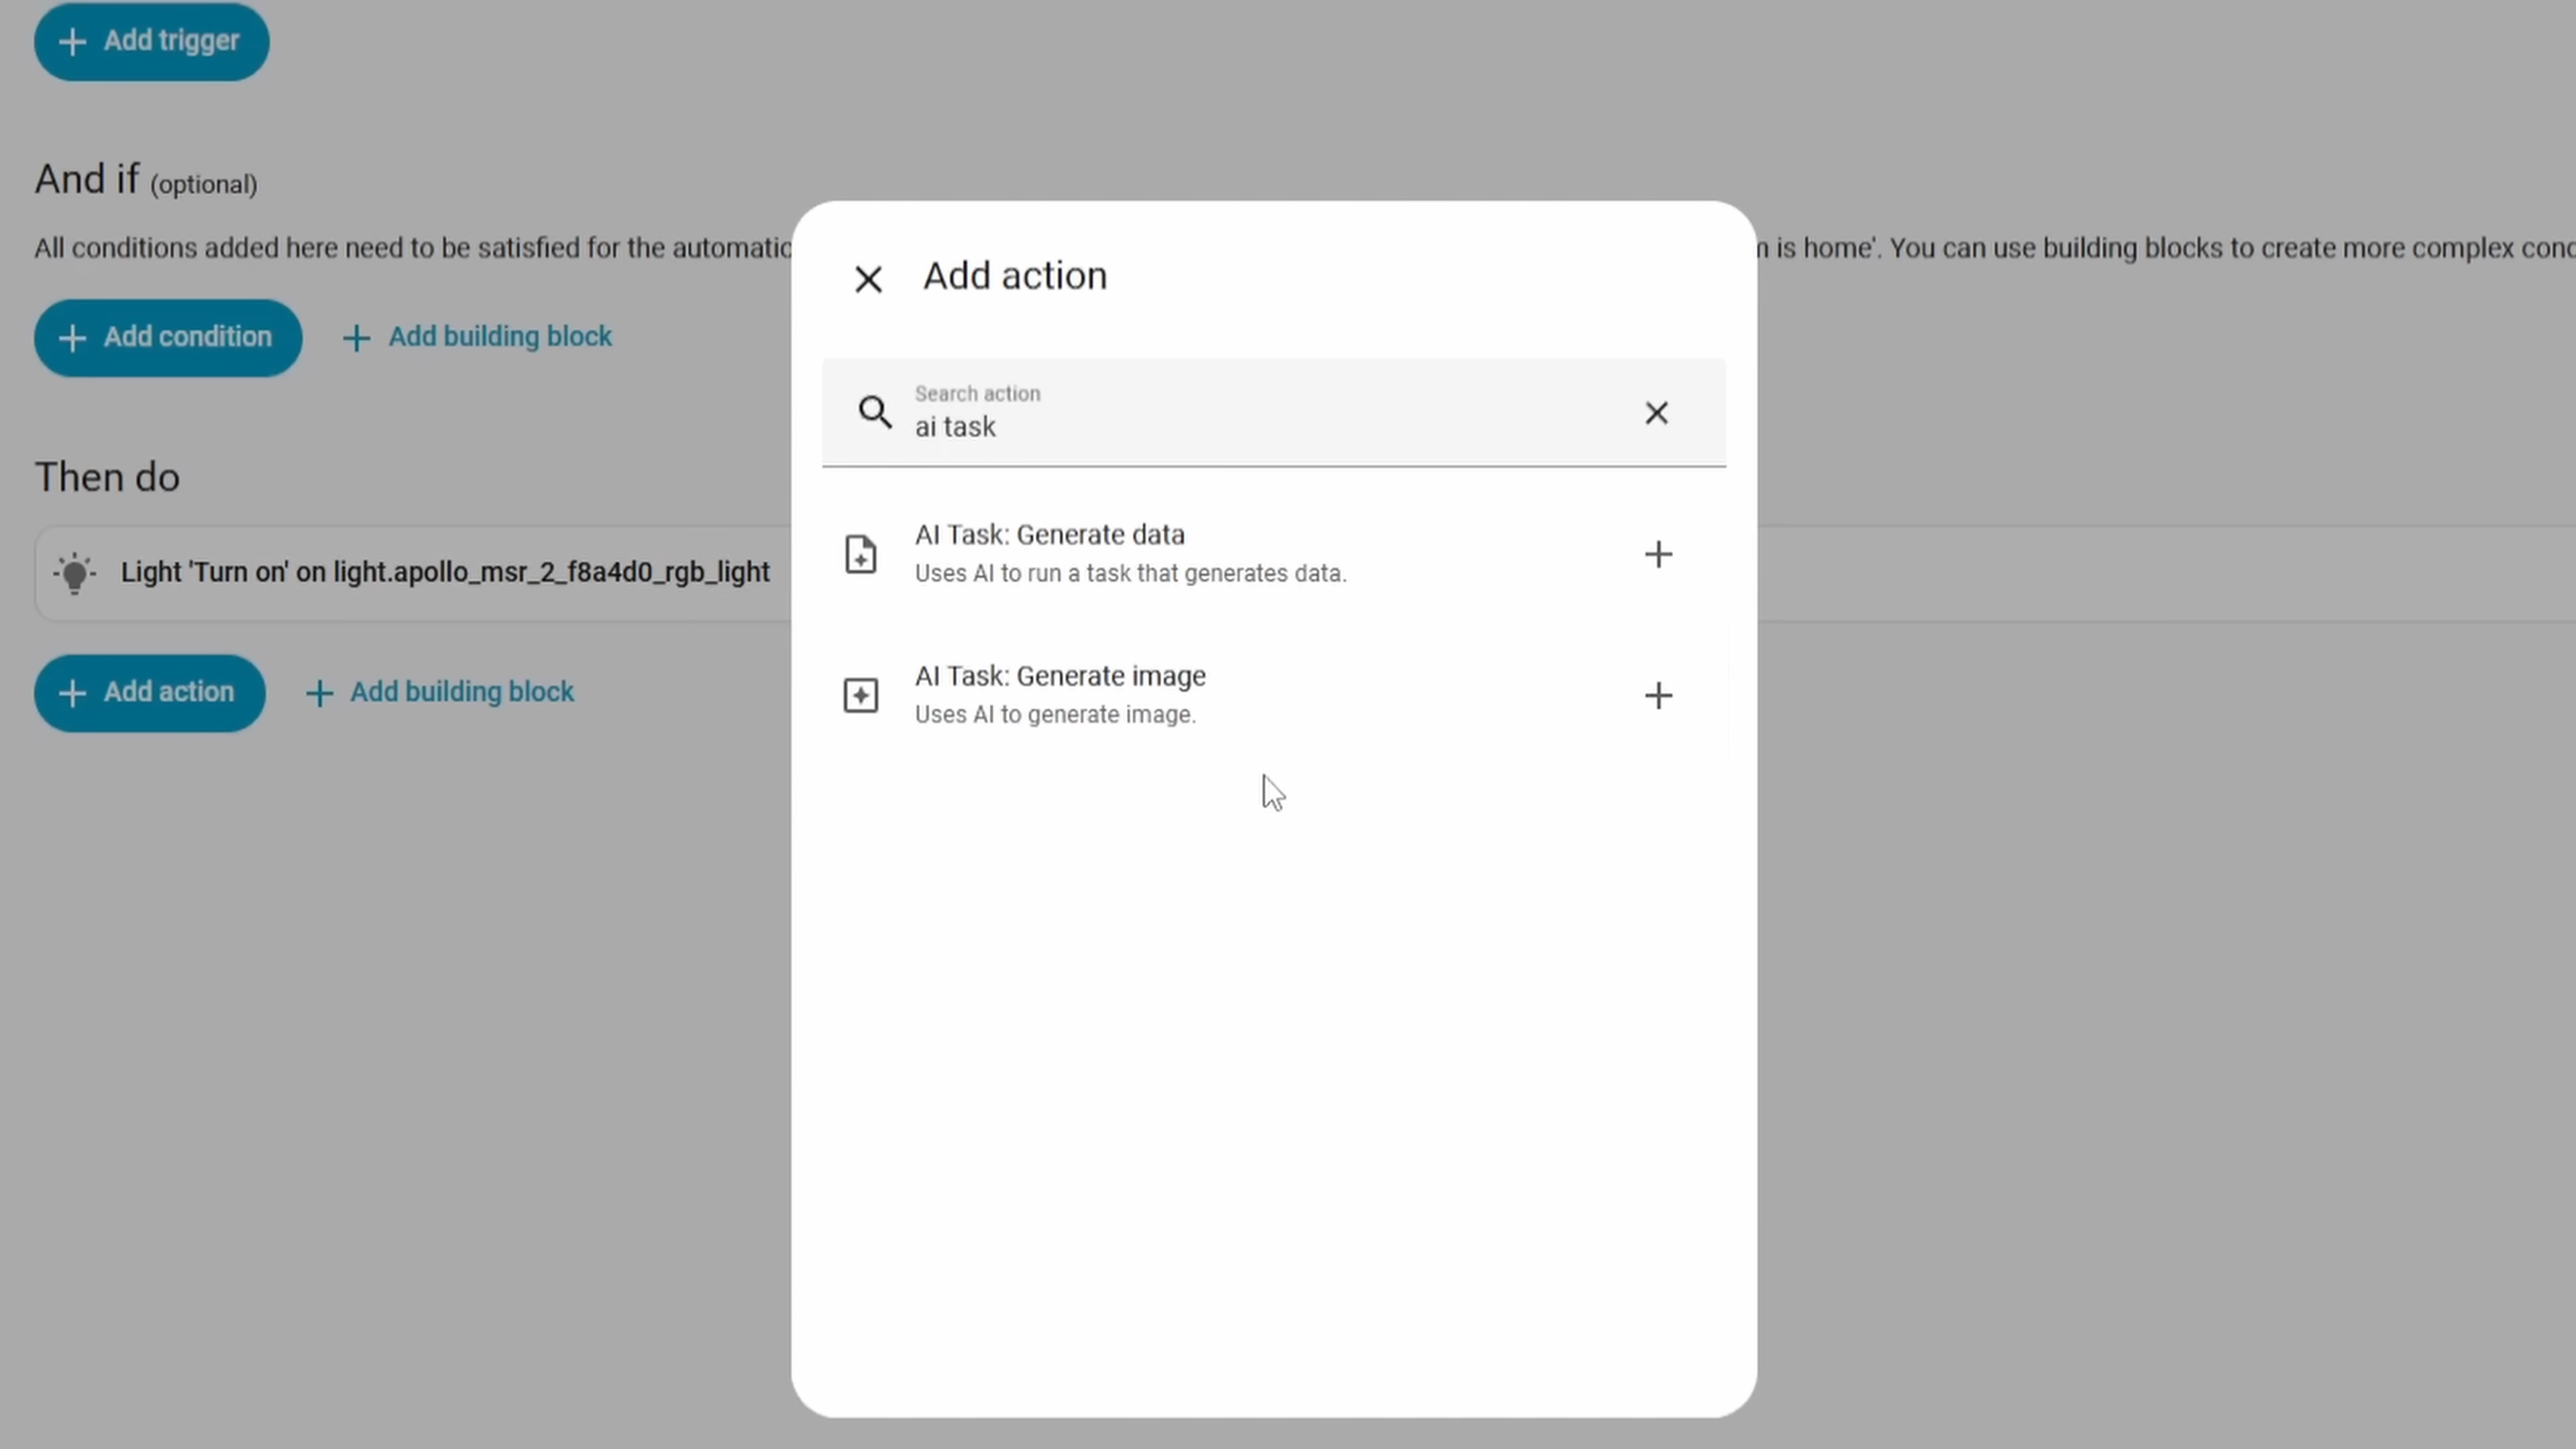 Add trigger
And if (optional)
All conditions added here need to be satisfied for the
is home'. You can use building blocks to create more complex
Add condition
Add building block
Then do
Light 'Turn on' on light.apollo_msr_2_f8a4d0_rgb_light
Add action
Add building block
Add action
Search action
ai task
AI Task: Generate data
Uses AI to run a task that generates data.
AI Task: Generate image
Uses AI to generate image.